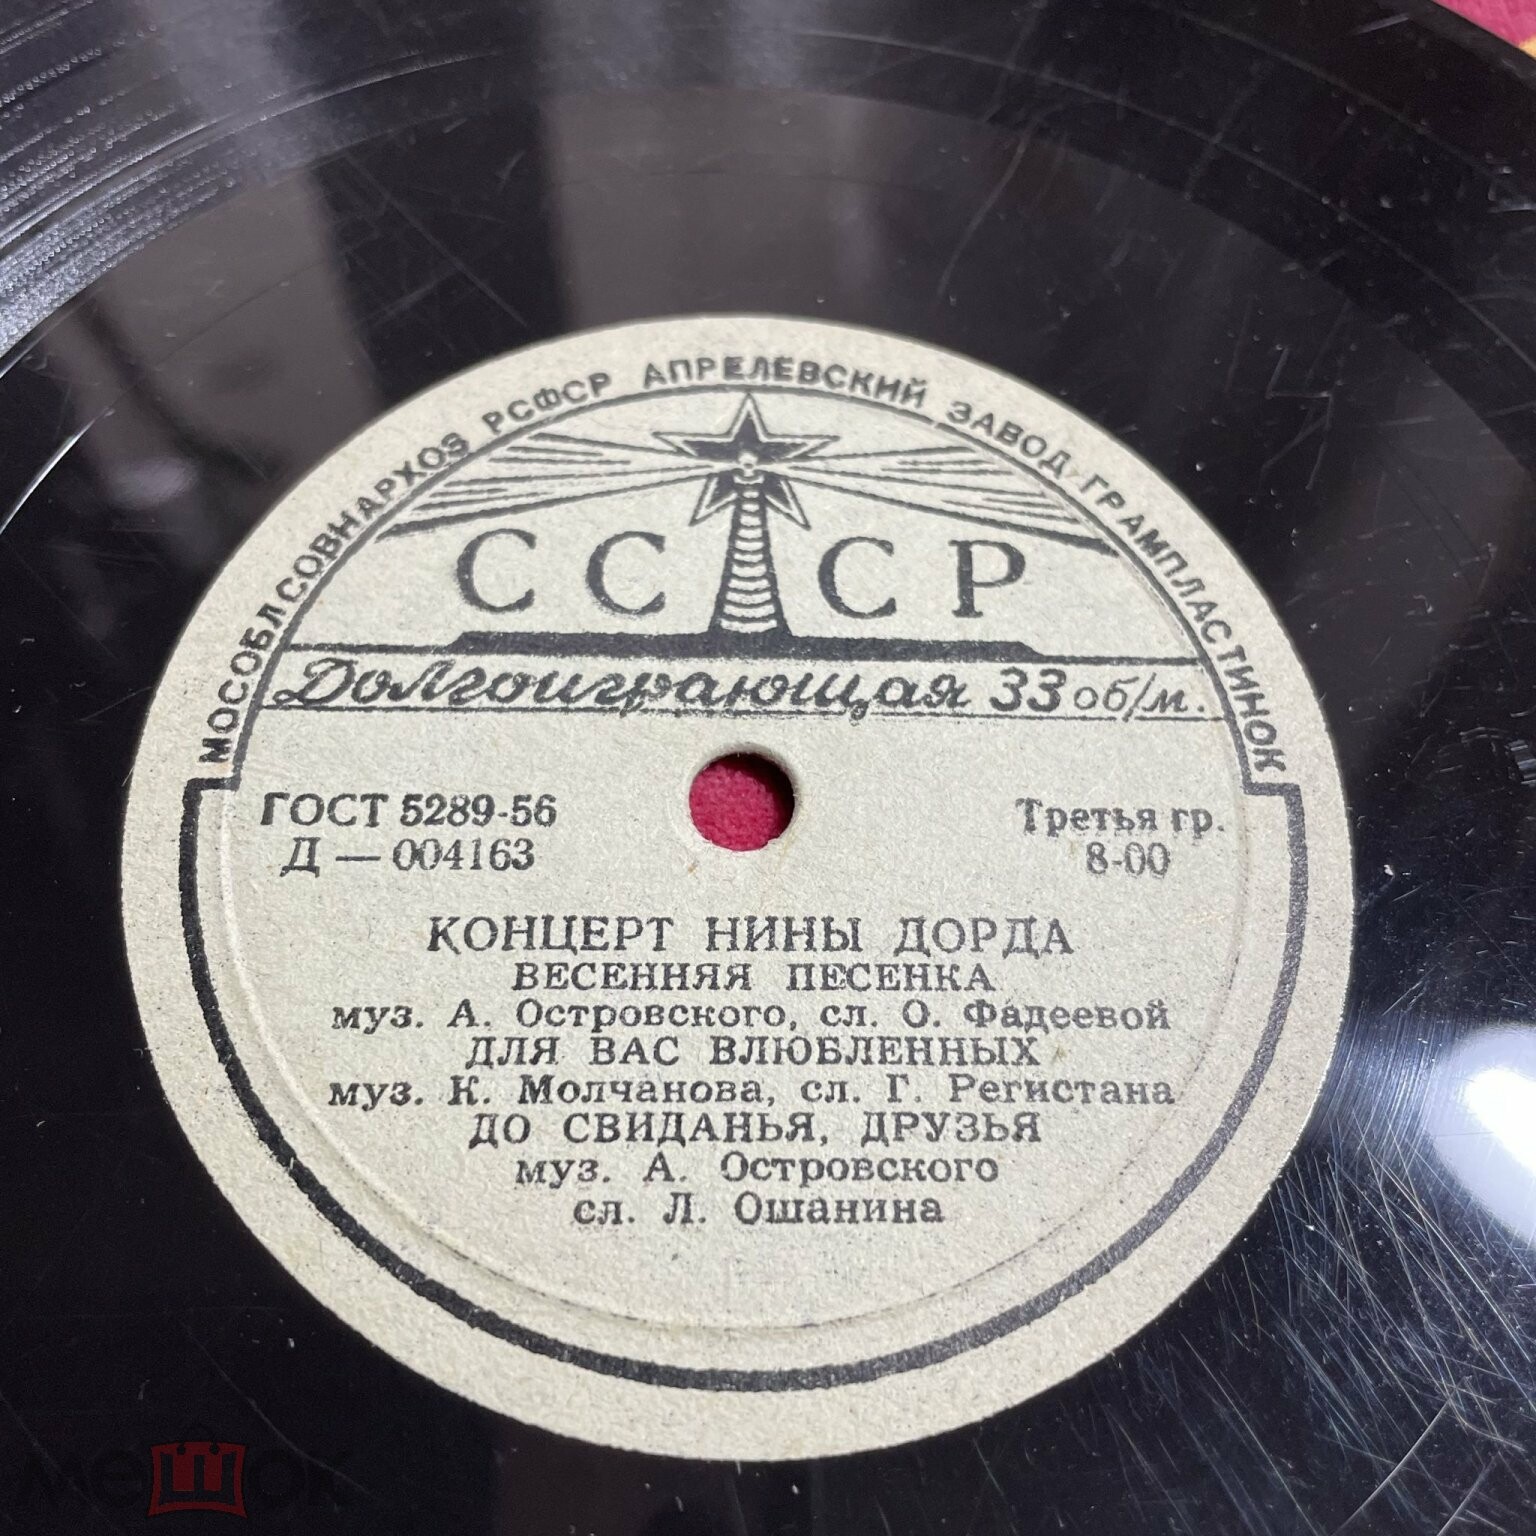 МОСОБЛСОВНАРХОЗ РСФСР АПРЕЛЕВСКИЙ ЗАВОД ГРАМПЛАСТИНОК
СССР
Долгоиграющая 33 об/м.
ГОСТ 5289-56
Д — 004163
Третья гр.
8-00
КОНЦЕРТ НИНЫ ДОРДА
ВЕСЕННЯЯ ПЕСЕНКА
муз. А. Островского, сл. О. Фадеевой
ДЛЯ ВАС ВЛЮБЛЕННЫХ
муз. К. Молчанова, сл. Г. Регистана
ДО СВИДАНЬЯ, ДРУЗЬЯ
муз. А. Островского
сл. Л. Ошанина
мешок